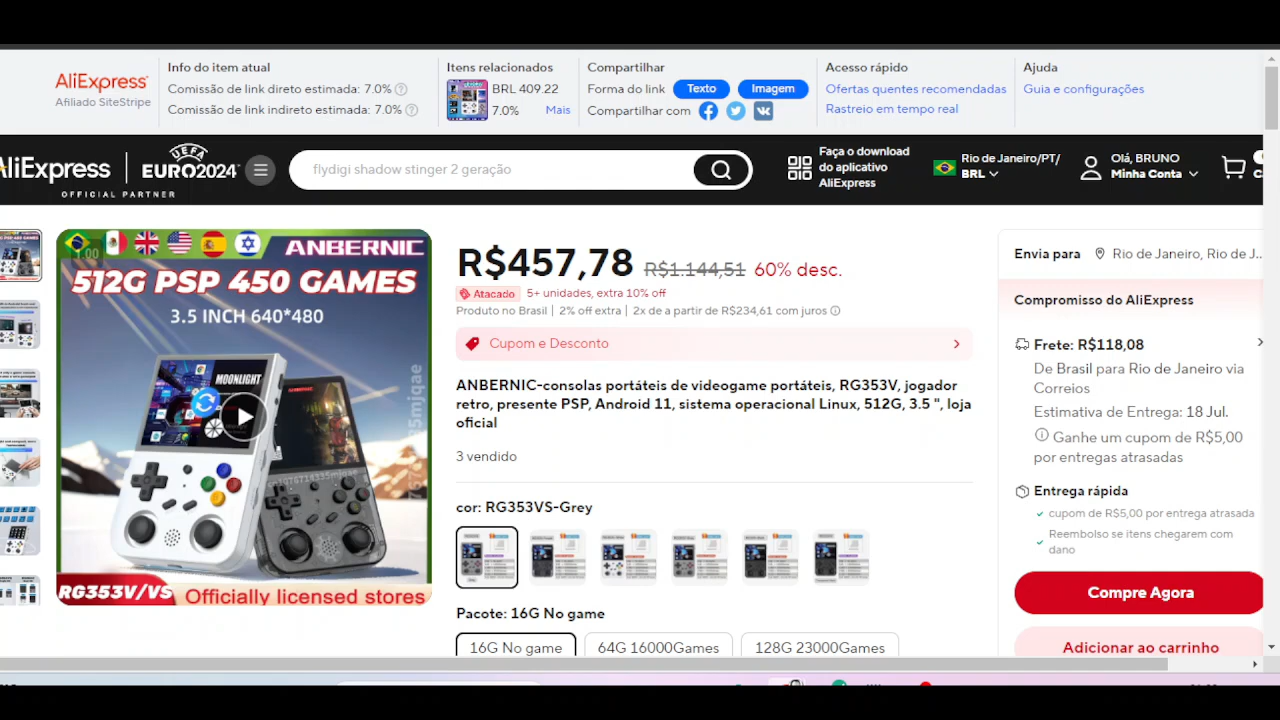 AliExpress
Afiliado SiteStripe
Info do item atual
Comissão de link direto estimada: 7.0%
Comissão de link indireto estimada: 7.0%
Itens relacionados
BRL 409.22
7.0%
Mais
Compartilhar
Forma do link
Texto
Imagem
Compartilhar com
Acesso rápido
Ofertas quentes recomendadas
Rastreio em tempo real
Ajuda
Guia e configurações
AliExpress
UEFA
EURO2024
OFFICIAL PARTNER
flydigi shadow stinger 2 geração
Faça o download
do aplicativo
AliExpress
Rio de Janeiro/PT/
BRL
Olá, BRUNO
Minha Conta
ANBERNIC
512G PSP 450 GAMES
3.5 INCH 640*480
MOONLIGHT
RG353V/VS
Officially licensed stores
R$457,78 R$1.144,51 60% desc.
Atacado 5+ unidades, extra 10% off
Produto no Brasil | 2% off extra | 2x de a partir de R$234,61 com juros
Cupom e Desconto
ANBERNIC-consolas portáteis de videogame portáteis, RG353V, jogador
retro, presente PSP, Android 11, sistema operacional Linux, 512G, 3.5 ", loja
oficial
3 vendido
cor: RG353VS-Grey
Pacote: 16G No game
16G No game
64G 16000Games
128G 23000Games
Envia para Rio de Janeiro, Rio de J...
Compromisso do AliExpress
Frete: R$118,08
De Brasil para Rio de Janeiro via
Correios
Estimativa de Entrega: 18 Jul.
Ganhe um cupom de R$5,00
por entregas atrasadas
Entrega rápida
cupom de R$5,00 por entrega atrasada
Reembolso se itens chegarem com
dano
Compre Agora
Adicionar ao carrinho